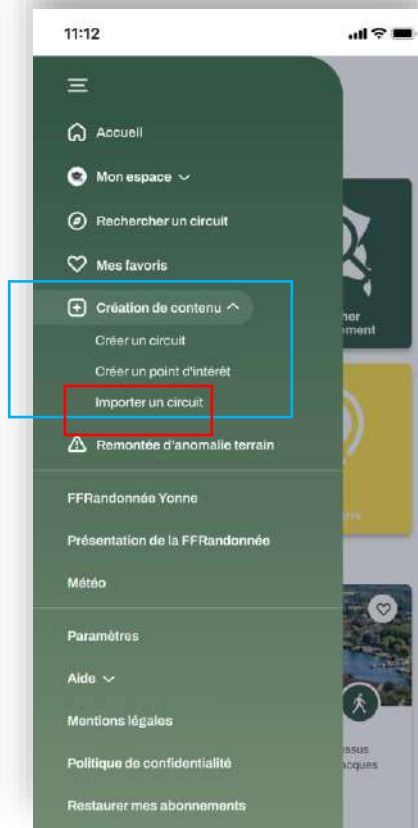 11:12
Accueil
Mon espace
Rechercher un circuit
Mes favoris
Création de contenu
Créer un circuit
Créer un point d'intérêt
Importer un circuit
Remontée d'anomalie terrain
FFRandonnée Yonne
Présentation de la FFRandonnée
Météo
Paramètres
Aide
Mentions légales
Politique de confidentialité
Restaurer mes abonnements